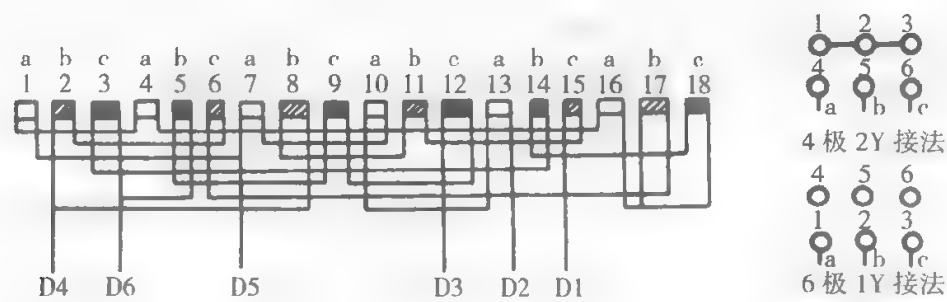 a b c a b c a b c a b c a b c a b c
1 2 3 4 5 6 7 8 9 10 11 12 13 14 15 16 17 18
D4 D6 D5 D3 D2 D1
1 2 3
4 5 6
a b c
4 极 2Y 接法
4 5 6
1 2 3
a b c
6 极 1Y 接法